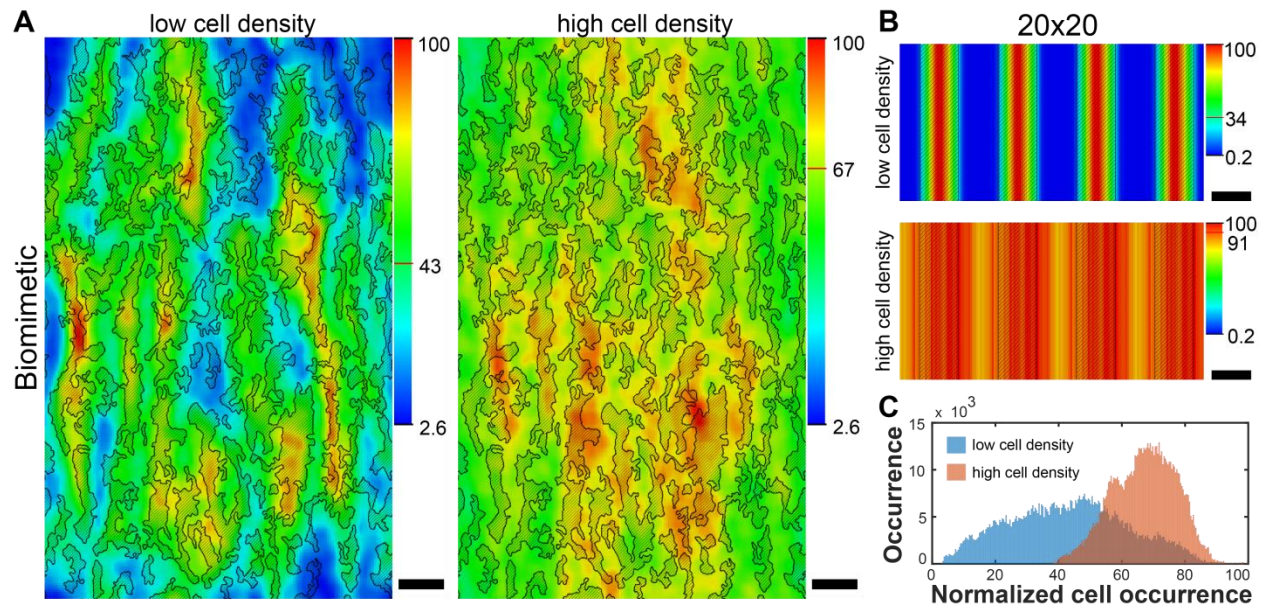 A
low cell density
high cell density
Biomimetic
100
43
2.6
100
67
2.6
B
20x20
low cell density
100
34
0.2
high cell density
100
91
0.2
C
x 10³
Occurrence
15
10
5
0
low cell density
high cell density
0
20
40
60
80
100
Normalized cell occurrence